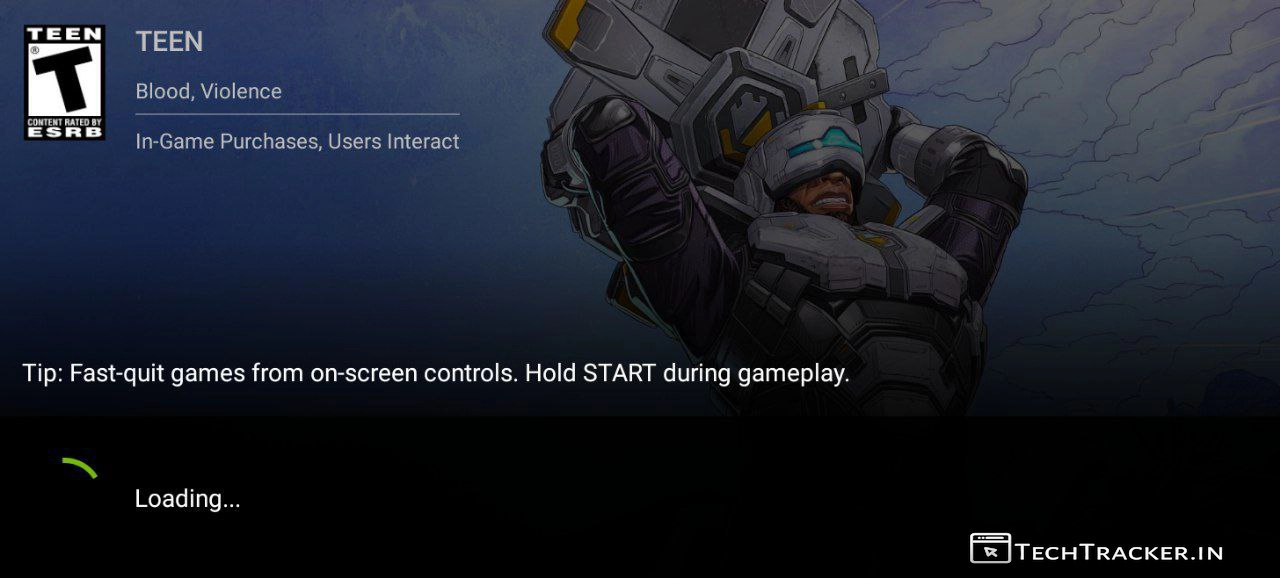 TEEN
®
T
CONTENT RATED BY
ESRB
TEEN
Blood, Violence
In-Game Purchases, Users Interact
Tip: Fast-quit games from on-screen controls. Hold START during gameplay.
Loading...
TECHTRACKER.IN